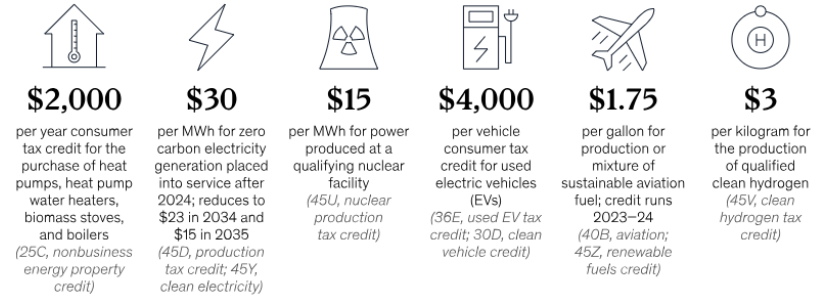 H
$2,000
per year consumer
tax credit for the
purchase of heat
pumps, heat pump
water heaters,
biomass stoves,
and boilers
(25C, nonbusiness
energy property
credit)
$30
per MWh for zero
carbon electricity
generation placed
into service after
2024; reduces to
$23 in 2034 and
$15 in 2035
(45D, production
tax credit; 45Y,
clean electricity)
$15
per MWh for power
produced at a
qualifying nuclear
facility
(45U, nuclear
production
tax credit)
$4,000
per vehicle
consumer tax
credit for used
electric vehicles
(EVs)
(36E, used EV tax
credit; 30D, clean
vehicle credit)
$1.75
per gallon for
production or
mixture of
sustainable aviation
fuel; credit runs
2023–24
(40B, aviation;
45Z, renewable
fuels credit)
$3
per kilogram for
the production
of qualified
clean hydrogen
(45V, clean
hydrogen tax
credit)